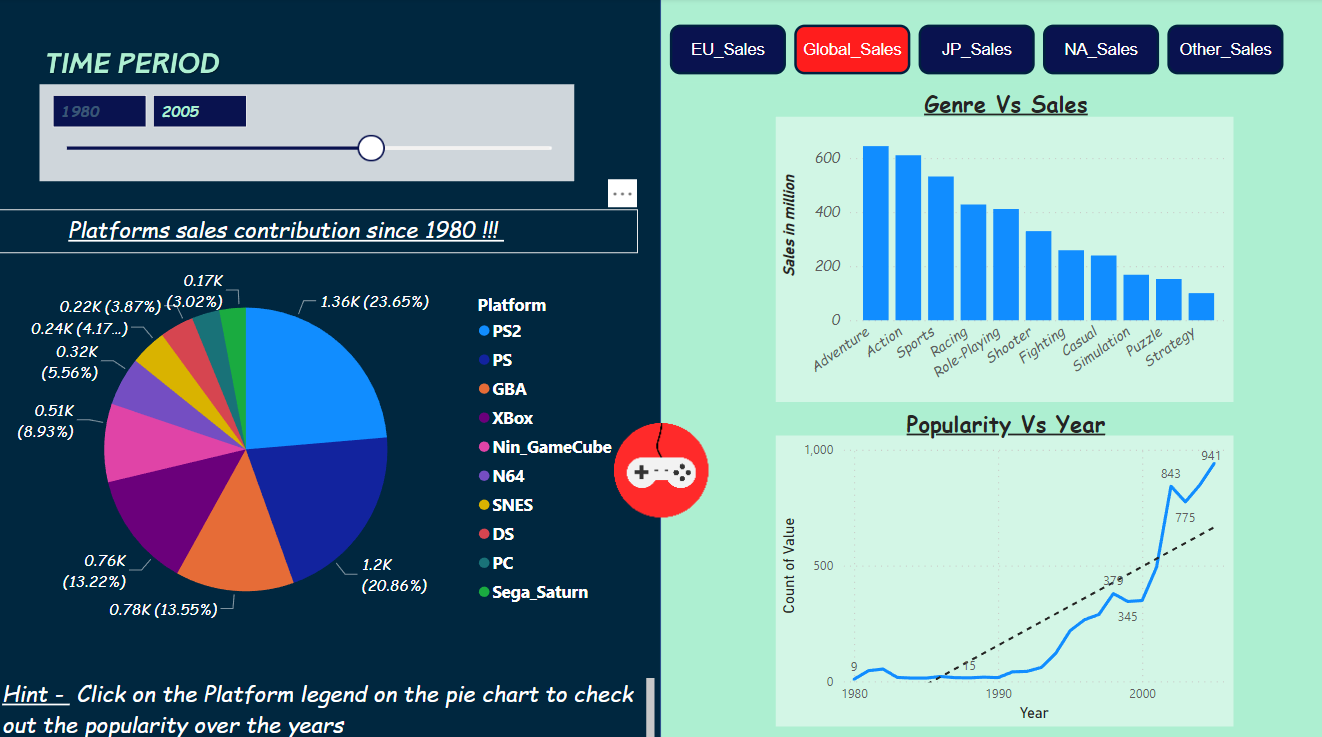 TIME PERIOD
1980
2005
Platforms sales contribution since 1980 !!!
0.17K
(3.02%)
0.22K (3.87%)
0.24K (4.17...)
0.32K
(5.56%)
0.51K
(8.93%)
0.76K
(13.22%)
0.78K (13.55%)
1.2K
(20.86%)
1.36K (23.65%)
Platform
PS2
PS
GBA
XBox
Nin_GameCube
N64
SNES
DS
PC
Sega_Saturn
Hint - Click on the Platform legend on the pie chart to check
out the popularity over the years
EU_Sales
Global_Sales
JP_Sales
NA_Sales
Other_Sales
Genre Vs Sales
Sales in million
600
400
200
0
Adventure
Action
Sports
Racing
Role-Playing
Shooter
Fighting
Casual
Simulation
Puzzle
Strategy
Popularity Vs Year
Count of Value
1,000
500
0
9
15
379
345
843
775
941
1980
1990
2000
Year